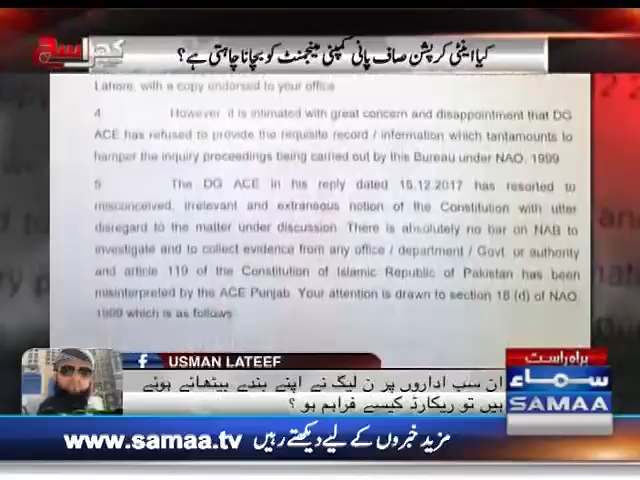 کھرا سچ
کیا اینٹی کرپشن صاف پانی کمپنی مینجمنٹ کو بچانا چاہتی ہے؟
Lahore, with a copy endorsed to your office
4 However, it is intimated with great concern and disappointment that DG
ACE has refused to provide the requisite record / information which tantamounts to
hamper the inquiry proceedings being carried out by this Bureau under NAO, 1999
5 The DG ACE in his reply dated 15.12.2017 has resorted to
misconceived, irrelevant and extraneous notion of the Constitution with utter
disregard to the matter under discussion. There is absolutely no bar on NAB to
investigate and to collect evidence from any office / department / Govt. or authority
and article 119 of the Constitution of Islamic Republic of Pakistan has been
misinterpreted by the ACE Punjab. Your attention is drawn to section 18 (d) of NAO
1999 which is as follows
f USMAN LATEEF
ان سب اداروں پر ن لیگ نے اپنے بندے بیٹھائے ہوئے
ہیں تو ریکارڈ کیسے فراہم ہو ؟
براہ راست
سماء
SAMAA
www.samaa.tv مزید خبروں کے لیے دیکھتے رہیں